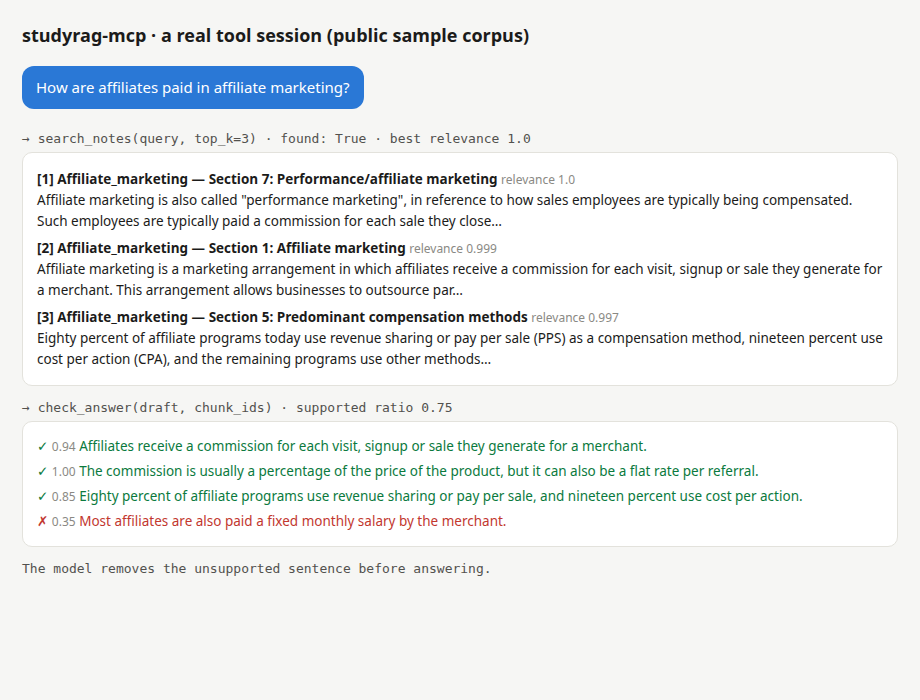 studyrag-mcp · a real tool session (public sample corpus)
How are affiliates paid in affiliate marketing?
→ search_notes(query, top_k=3) · found: True · best relevance 1.0
[1] Affiliate_marketing — Section 7: Performance/affiliate marketing relevance 1.0
Affiliate marketing is also called "performance marketing", in reference to how sales employees are typically being compensated.
Such employees are typically paid a commission for each sale they close...
[2] Affiliate_marketing — Section 1: Affiliate marketing relevance 0.999
Affiliate marketing is a marketing arrangement in which affiliates receive a commission for each visit, signup or sale they generate for
a merchant. This arrangement allows businesses to outsource par...
[3] Affiliate_marketing — Section 5: Predominant compensation methods relevance 0.997
Eighty percent of affiliate programs today use revenue sharing or pay per sale (PPS) as a compensation method, nineteen percent use
cost per action (CPA), and the remaining programs use other methods...
→ check_answer(draft, chunk_ids) · supported ratio 0.75
✓ 0.94 Affiliates receive a commission for each visit, signup or sale they generate for a merchant.
✓ 1.00 The commission is usually a percentage of the price of the product, but it can also be a flat rate per referral.
✓ 0.85 Eighty percent of affiliate programs use revenue sharing or pay per sale, and nineteen percent use cost per action.
✗ 0.35 Most affiliates are also paid a fixed monthly salary by the merchant.
The model removes the unsupported sentence before answering.